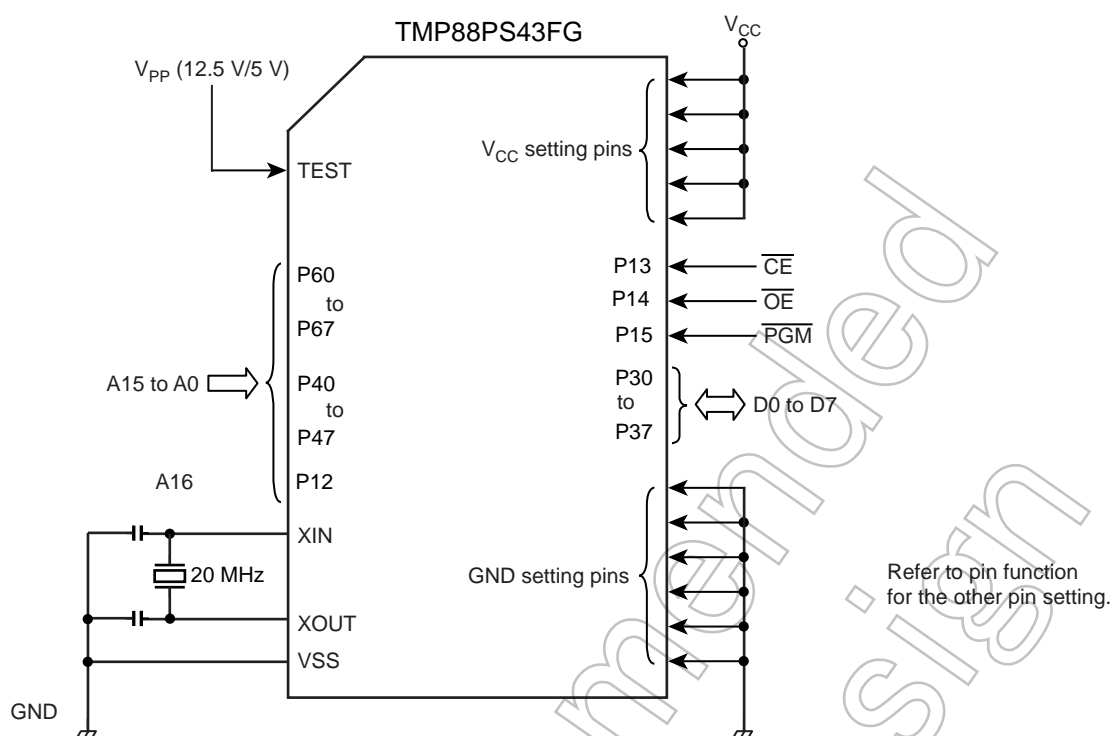 TMP88PS43FG
VCC
VPP (12.5 V/5 V)
VCC setting pins
TEST
P60
to
P67
A15 to A0
P40
to
P47
A16
P12
P13
CE
P14
OE
P15
PGM
P30
to
P37
D0 to D7
XIN
20 MHz
XOUT
VSS
GND
GND setting pins
Refer to pin function
for the other pin setting.
mended
sign